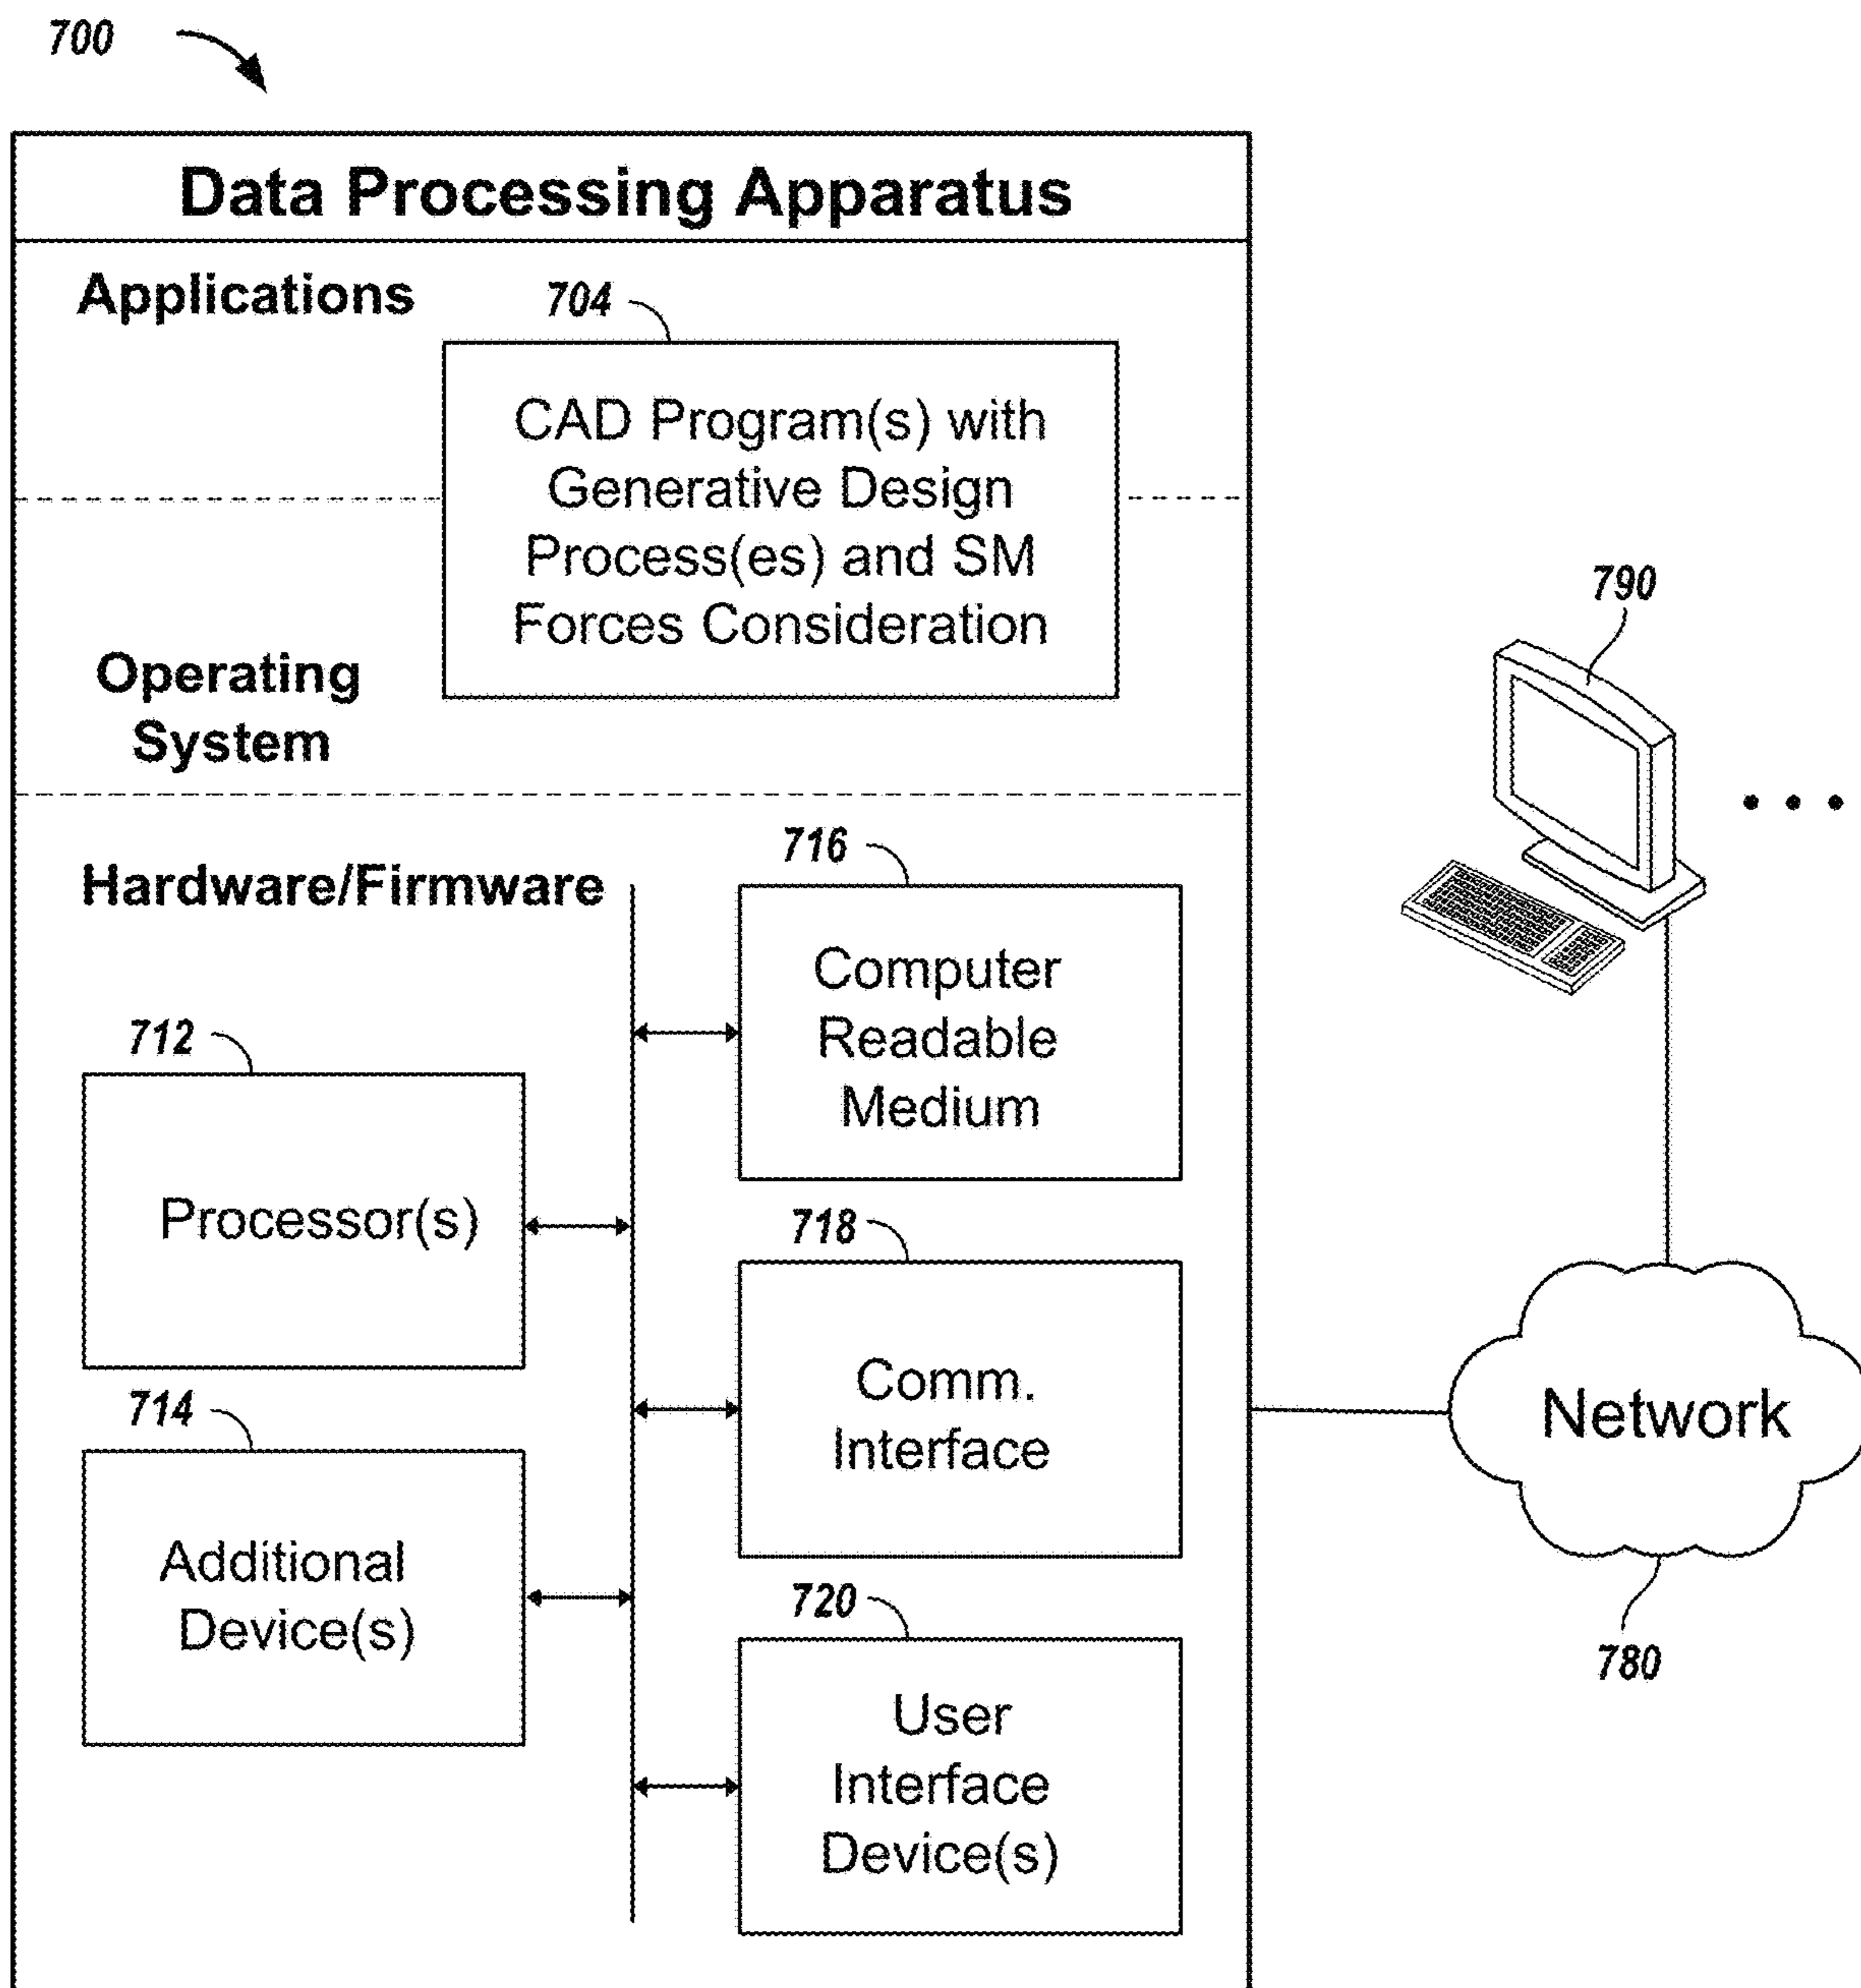 700
Data Processing Apparatus
Applications
704
CAD Program(s) with
Generative Design
Process(es) and SM
Forces Consideration
Operating
System
790
Hardware/Firmware
716
Computer
Readable
Medium
712
Processor(s)
718
Comm.
Interface
Network
780
714
Additional
Device(s)
720
User
Interface
Device(s)